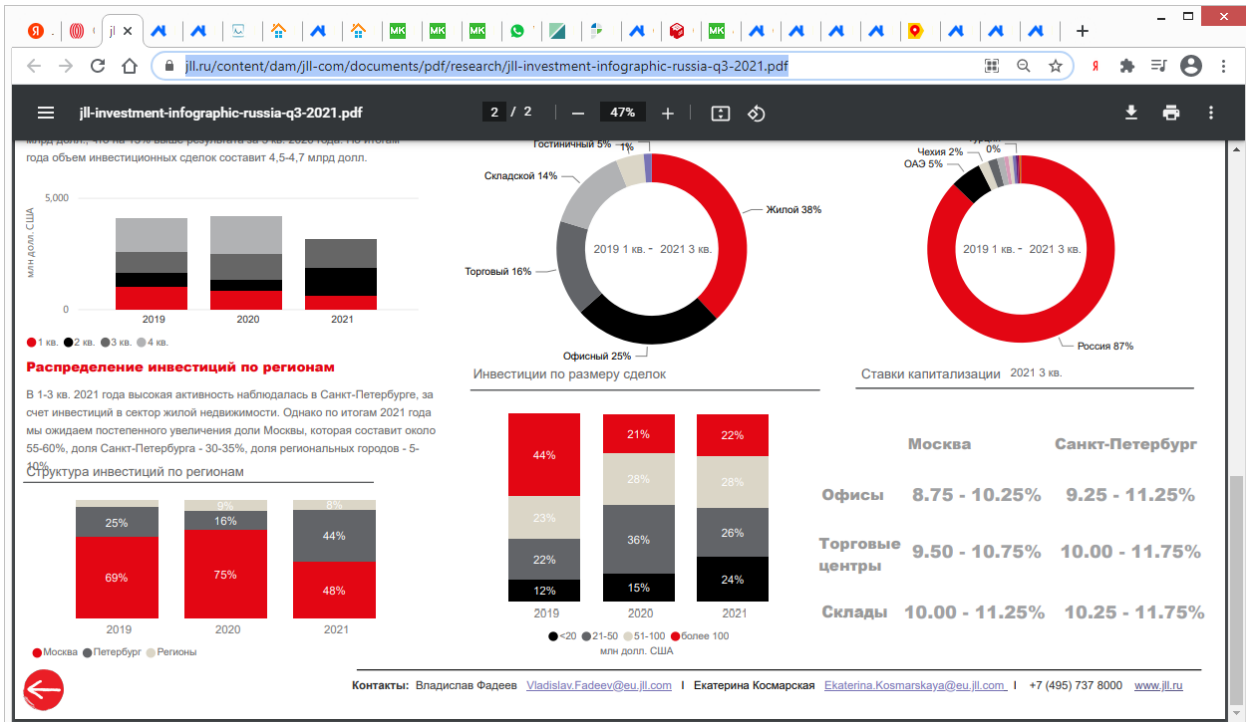 jl
MK
MK
MK
MK
jll.ru/content/dam/jll-com/documents/pdf/research/jll-investment-infographic-russia-q3-2021.pdf
jll-investment-infographic-russia-q3-2021.pdf
2 / 2
47%
года объем инвестиционных сделок составит 4,5-4,7 млрд долл.
млн долл. США
5,000
0
2019 2020 2021
1 кв. 2 кв. 3 кв. 4 кв.
Гостиничный 5%
1%
Складской 14%
Жилой 38%
2019 1 кв. - 2021 3 кв.
Торговый 16%
Офисный 25%
Чехия 2%
0%
ОАЭ 5%
2019 1 кв. - 2021 3 кв.
Россия 87%
Распределение инвестиций по регионам
В 1-3 кв. 2021 года высокая активность наблюдалась в Санкт-Петербурге, за
счет инвестиций в сектор жилой недвижимости. Однако по итогам 2021 года
мы ожидаем постепенного увеличения доли Москвы, которая составит около
55-60%, доля Санкт-Петербурга - 30-35%, доля региональных городов - 5-
10%.
Структура инвестиций по регионам
9% 8%
25% 16% 44%
69% 75% 48%
2019 2020 2021
Москва Петербург Регионы
Инвестиции по размеру сделок
44% 21% 22%
23% 28% 28%
22% 36% 26%
12% 15% 24%
2019 2020 2021
<20 21-50 51-100 более 100
млн долл. США
Ставки капитализации 2021 3 кв.
Москва Санкт-Петербург
Офисы 8.75 - 10.25% 9.25 - 11.25%
Торговые
центры 9.50 - 10.75% 10.00 - 11.75%
Склады 10.00 - 11.25% 10.25 - 11.75%
Контакты: Владислав Фадеев Vladislav.Fadeev@eu.jll.com I Екатерина Космарская Ekaterina.Kosmarskaya@eu.jll.com I +7 (495) 737 8000 www.jll.ru